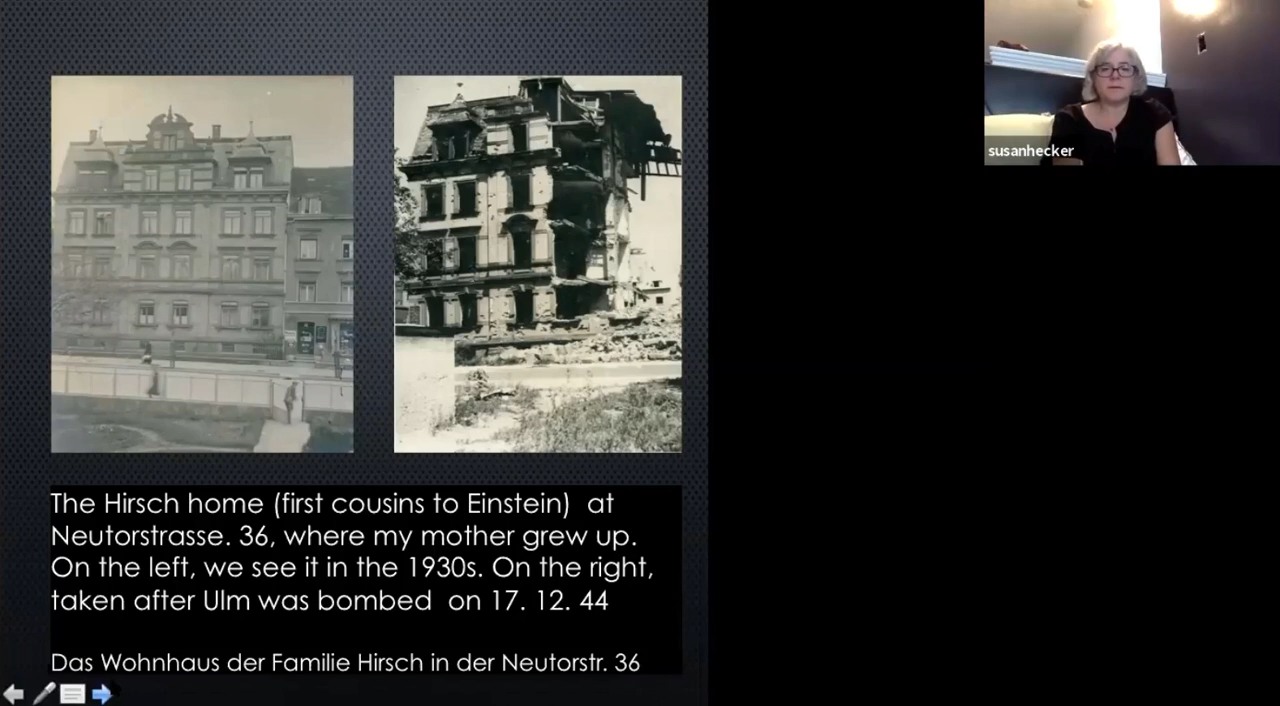 susanhecker
The Hirsch home (first cousins to Einstein) at
Neutorstrasse. 36, where my mother grew up.
On the left, we see it in the 1930s. On the right,
taken after Ulm was bombed on 17. 12. 44
Das Wohnhaus der Familie Hirsch in der Neutorstr. 36